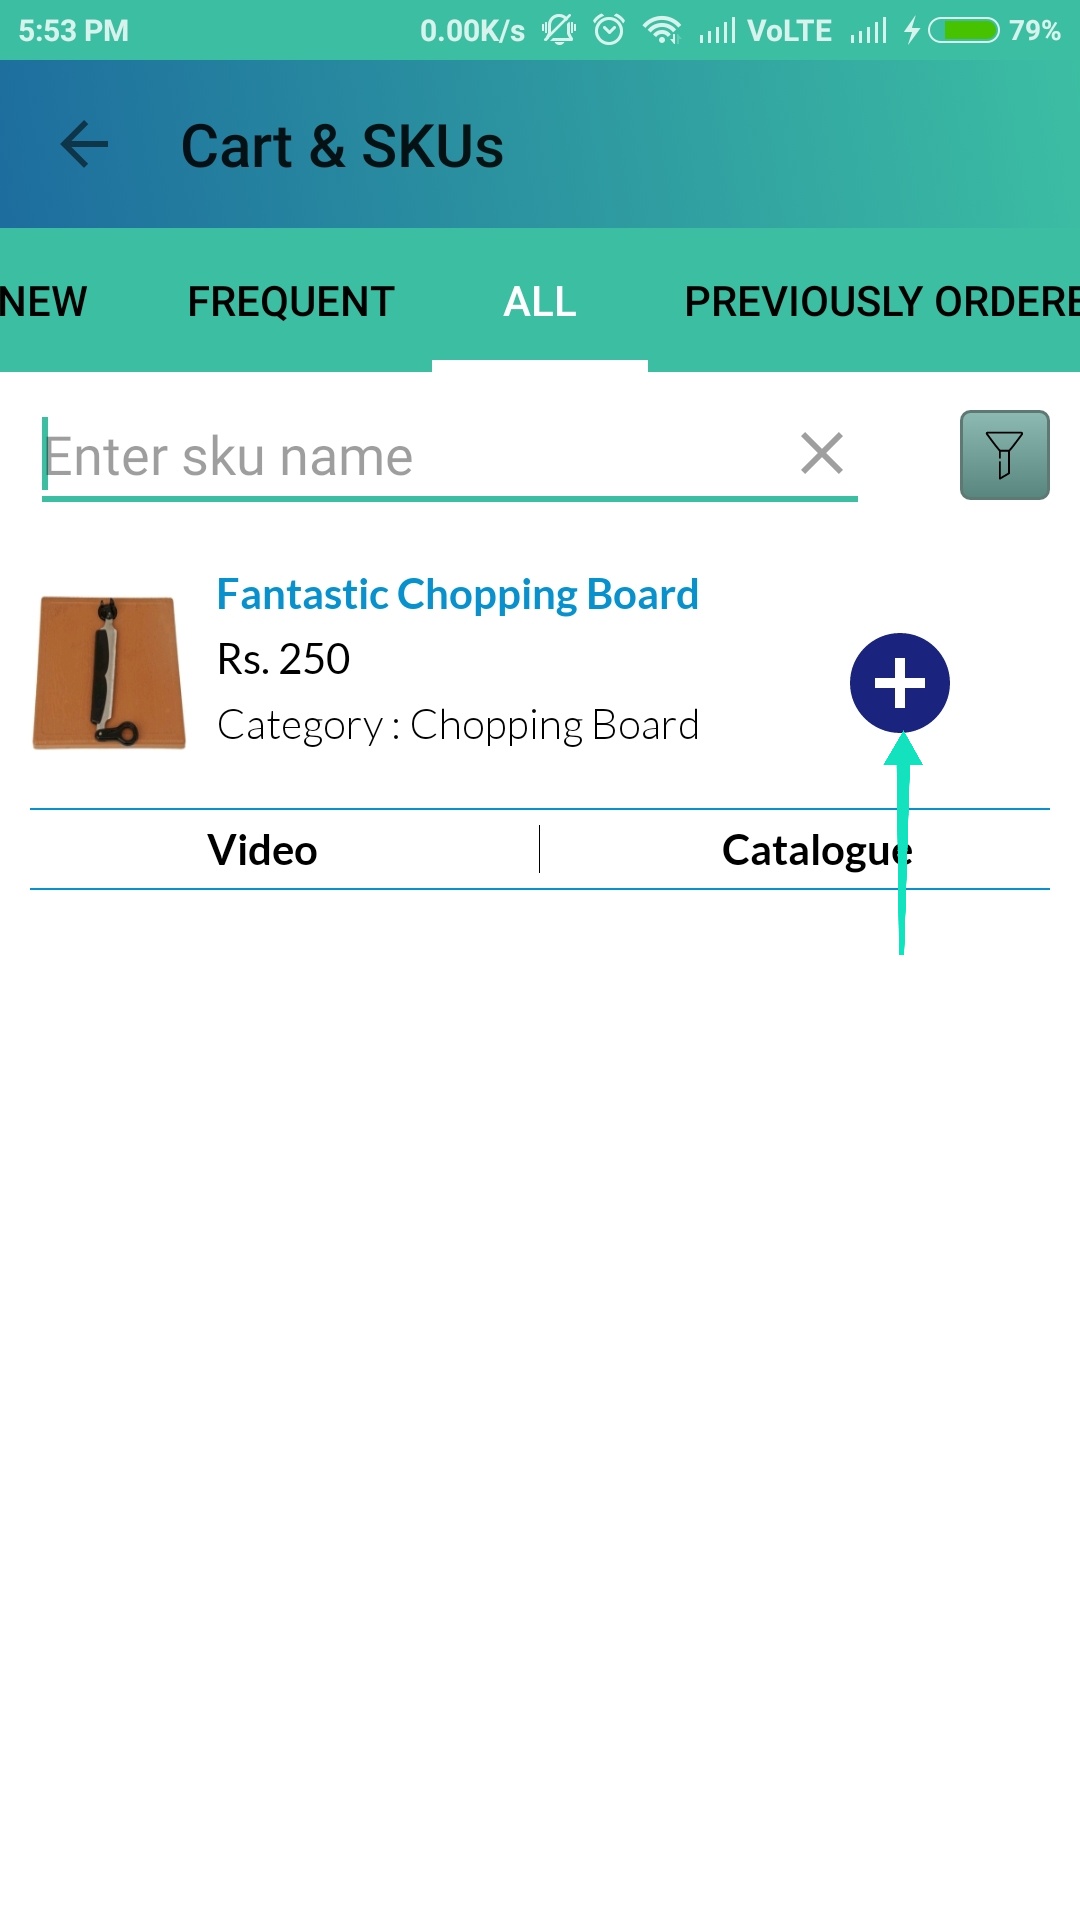 5:53 PM 0.00K/s VoLTE 79%
Cart & SKUs
NEW FREQUENT ALL PREVIOUSLY ORDERE
Enter sku name
Fantastic Chopping Board
Rs. 250
Category : Chopping Board
Video Catalogue